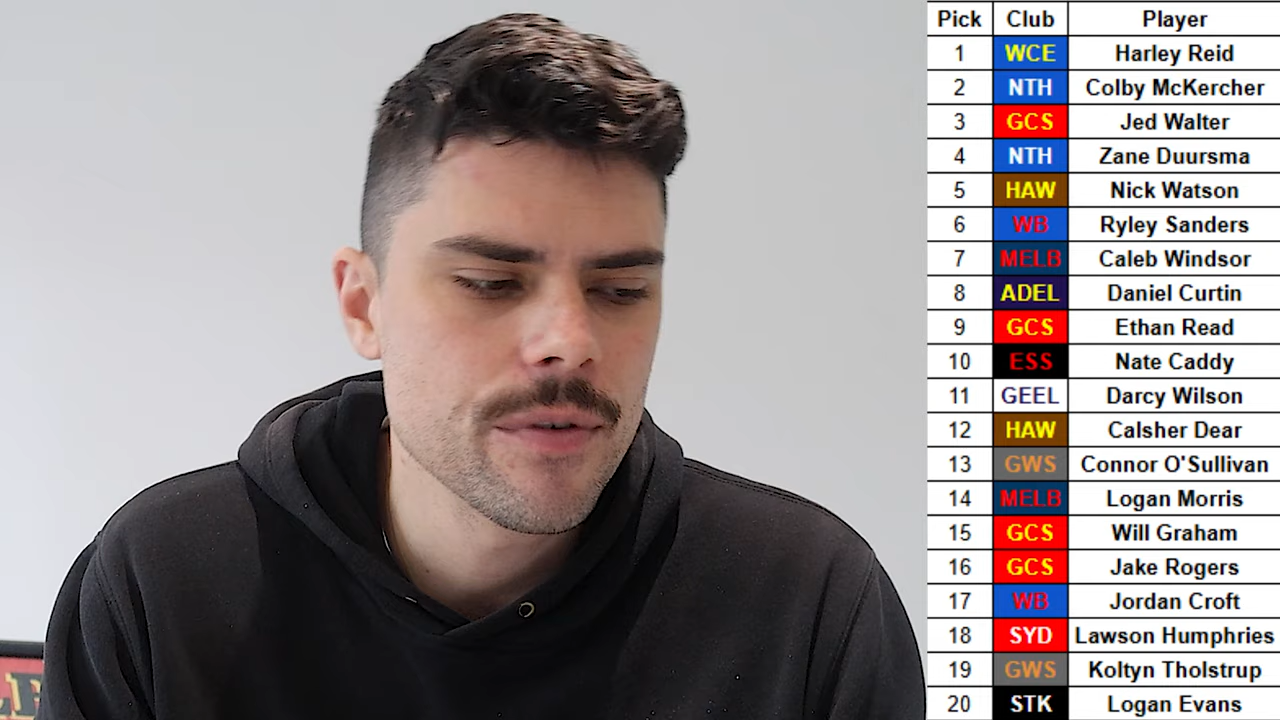 Pick Club Player
1 WCE Harley Reid
2 NTH Colby McKercher
3 GCS Jed Walter
4 NTH Zane Duursma
5 HAW Nick Watson
6 WB Ryley Sanders
7 MELB Caleb Windsor
8 ADEL Daniel Curtin
9 GCS Ethan Read
10 ESS Nate Caddy
11 GEEL Darcy Wilson
12 HAW Calsher Dear
13 GWS Connor O'Sullivan
14 MELB Logan Morris
15 GCS Will Graham
16 GCS Jake Rogers
17 WB Jordan Croft
18 SYD Lawson Humphries
19 GWS Koltyn Tholstrup
20 STK Logan Evans